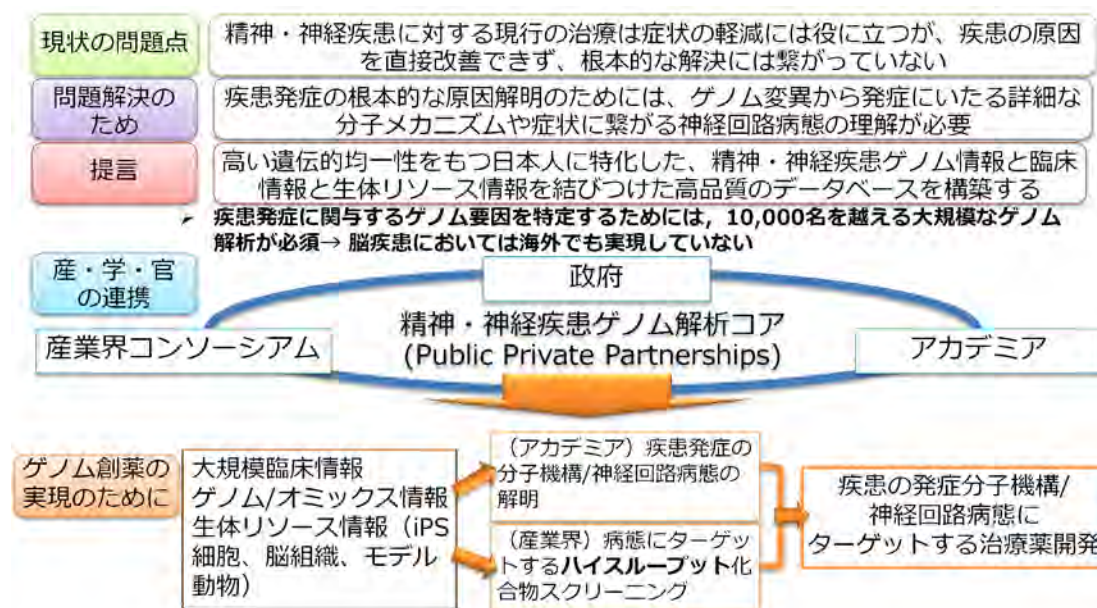 現状の問題点
精神・神経疾患に対する現行の治療は症状の軽減には役に立つが、疾患の原因
を直接改善できず、根本的な解決には繋がっていない
問題解決の
ため
疾患発症の根本的な原因解明のためには、ゲノム変異から発症にいたる詳細な
分子メカニズムや症状に繋がる神経回路病態の理解が必要
提言
高い遺伝的均一性をもつ日本人に特化した、精神・神経疾患ゲノム情報と臨床
情報と生体リソース情報を結びつけた高品質のデータベースを構築する
➤ 疾患発症に関与するゲノム要因を特定するためには，10,000名を越える大規模なゲノム
解析が必須→ 脳疾患においては海外でも実現していない
産・学・官
の連携
政府
産業界コンソーシアム
精神・神経疾患ゲノム解析コア
(Public Private Partnerships)
アカデミア
ゲノム創薬の
実現のために
大規模臨床情報
ゲノム/オミックス情報
生体リソース情報（iPS
細胞、脳組織、モデル
動物）
（アカデミア）疾患発症の
分子機構/神経回路病態の
解明
（産業界）病態にターゲッ
トするハイスループット化
合物スクリーニング
疾患の発症分子機構/
神経回路病態に
ターゲットする治療薬開発